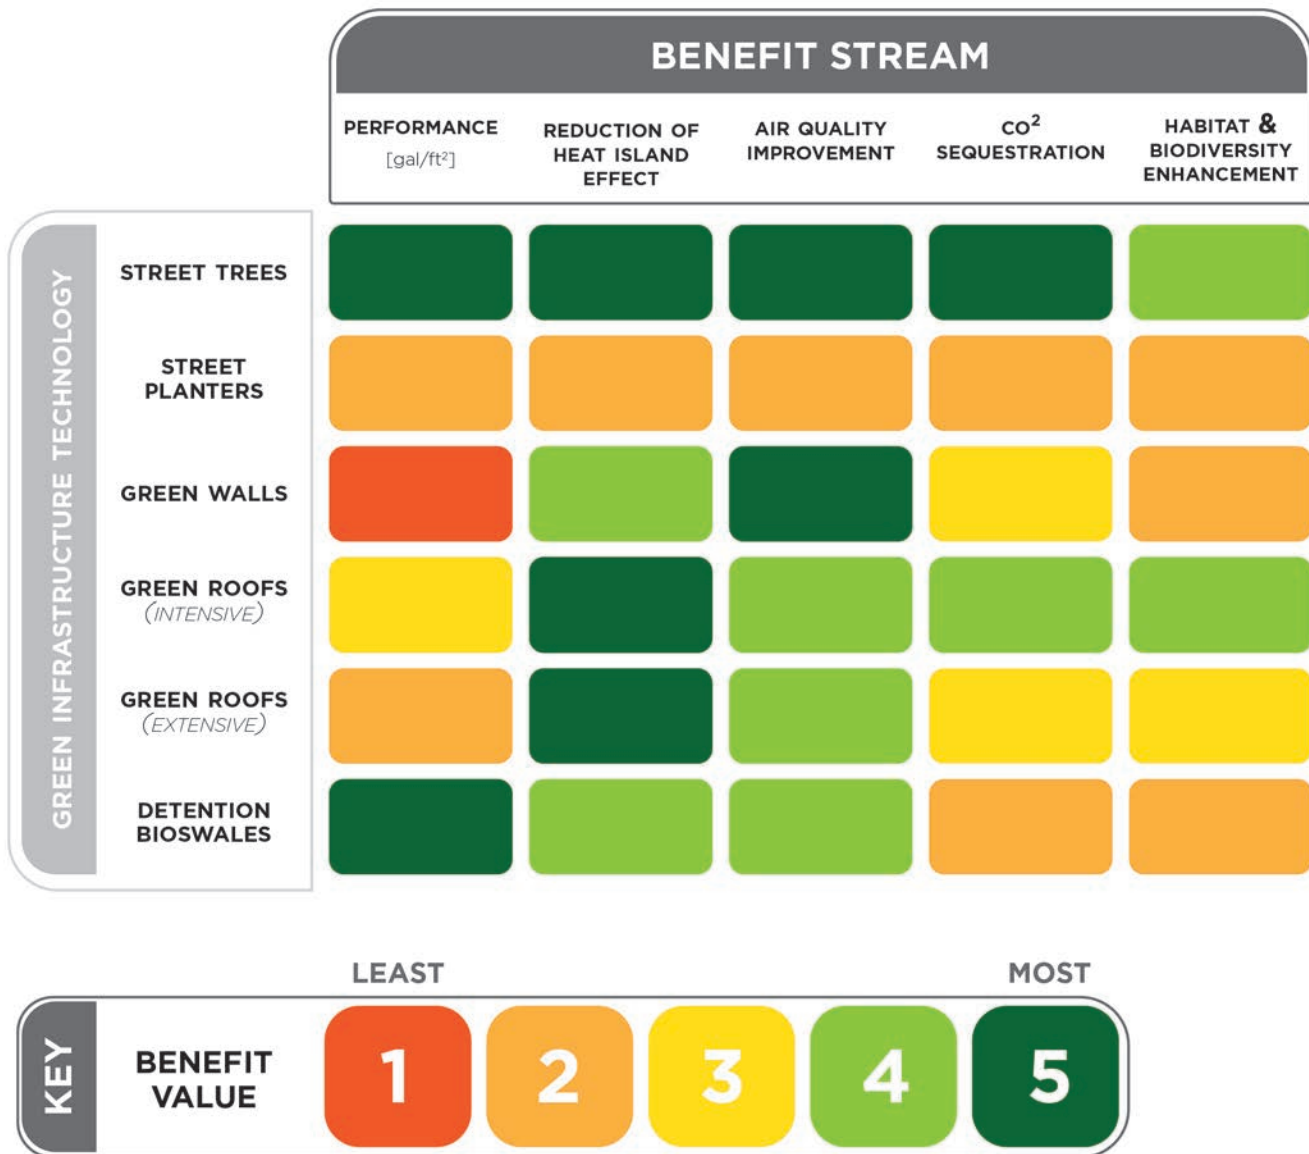 BENEFIT STREAM
PERFORMANCE
[gal/ft²]
REDUCTION OF
HEAT ISLAND
EFFECT
AIR QUALITY
IMPROVEMENT
CO²
SEQUESTRATION
HABITAT &
BIODIVERSITY
ENHANCEMENT
GREEN INFRASTRUCTURE TECHNOLOGY
STREET TREES
STREET
PLANTERS
GREEN WALLS
GREEN ROOFS
(INTENSIVE)
GREEN ROOFS
(EXTENSIVE)
DETENTION
BIOSWALES
LEAST
MOST
KEY
BENEFIT
VALUE
1 2 3 4 5